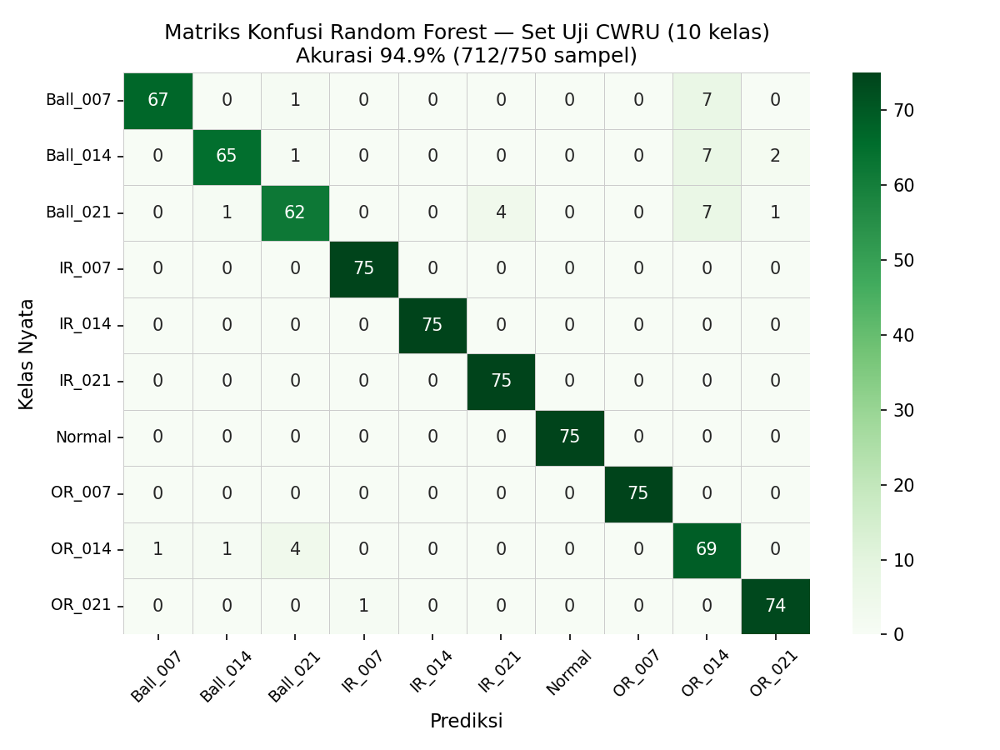 Matriks Konfusi Random Forest — Set Uji CWRU (10 kelas)
Akurasi 94.9% (712/750 sampel)
Kelas Nyata
Ball_007 67 0 1 0 0 0 0 0 7 0
Ball_014 0 65 1 0 0 0 0 0 7 2
Ball_021 0 1 62 0 0 4 0 0 7 1
IR_007 0 0 0 75 0 0 0 0 0 0
IR_014 0 0 0 0 75 0 0 0 0 0
IR_021 0 0 0 0 0 75 0 0 0 0
Normal 0 0 0 0 0 0 75 0 0 0
OR_007 0 0 0 0 0 0 0 75 0 0
OR_014 1 1 4 0 0 0 0 0 69 0
OR_021 0 0 0 1 0 0 0 0 0 74
Ball_007 Ball_014 Ball_021 IR_007 IR_014 IR_021 Normal OR_007 OR_014 OR_021
Prediksi
70
60
50
40
30
20
10
0